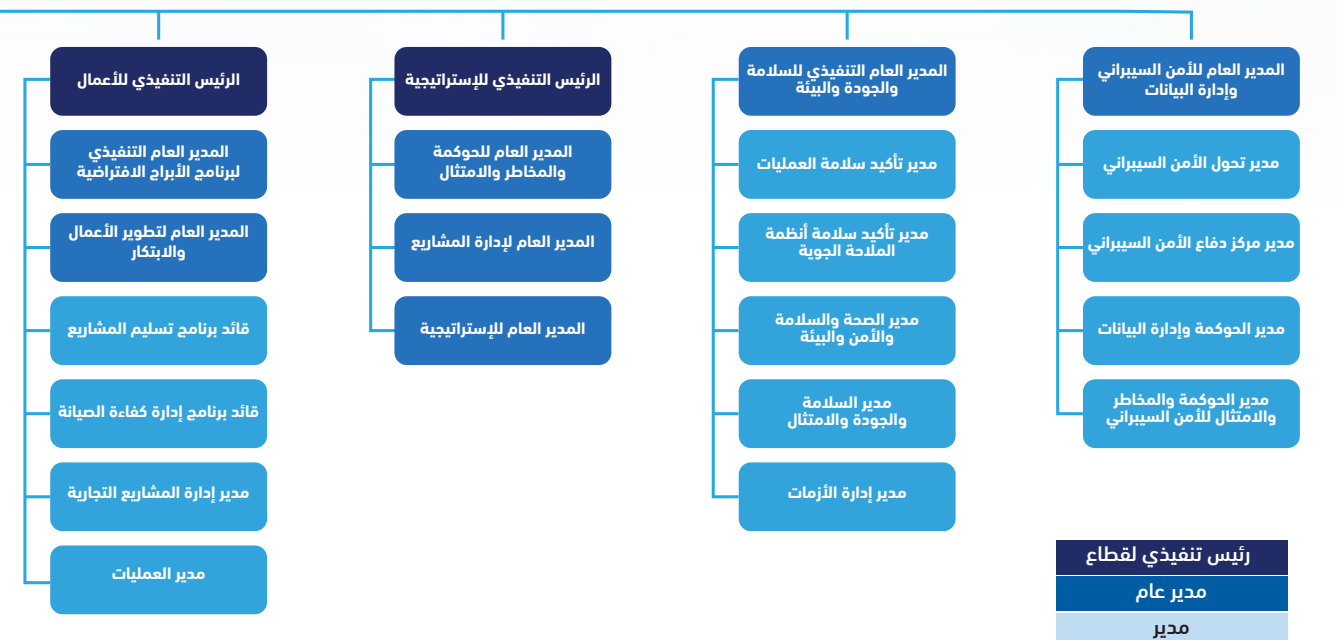 المدير العام للأمن السيبراني
وإدارة البيانات
مدير تحول الأمن السيبراني
مدير مركز دفاع الأمن السيبراني
مدير الحوكمة وإدارة البيانات
مدير الحوكمة والمخاطر
والامتثال للأمن السيبراني
المدير العام التنفيذي للسلامة
والجودة والبيئة
مدير تأكيد سلامة العمليات
مدير تأكيد سلامة أنظمة
الملاحة الجوية
مدير الصحة والسلامة
والأمن والبيئة
مدير السلامة
والجودة والامتثال
مدير إدارة الأزمات
الرئيس التنفيذي للإستراتيجية
المدير العام للحوكمة
والمخاطر والامتثال
المدير العام لإدارة المشاريع
المدير العام للإستراتيجية
الرئيس التنفيذي للأعمال
المدير العام التنفيذي
لبرنامج الأبراج الافتراضية
المدير العام لتطوير الأعمال
والابتكار
قائد برنامج تسليم المشاريع
قائد برنامج إدارة كفاءة الصيانة
مدير إدارة المشاريع التجارية
مدير العمليات
رئيس تنفيذي لقطاع
مدير عام
مدير